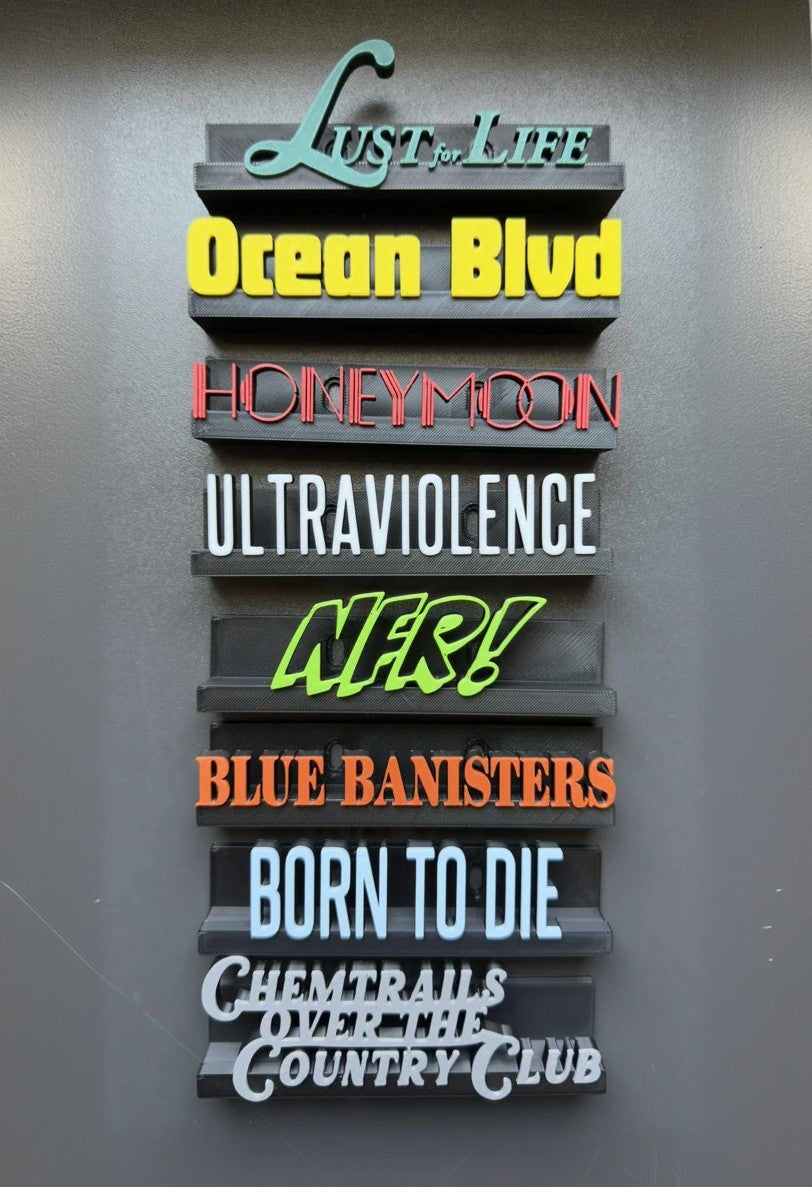 LUST for LIFE
Ocean Blvd
HONEYMOON
ULTRAVIOLENCE
NFR!
BLUE BANISTERS
BORN TO DIE
CHEMTRAILS
OVER THE
COUNTRY CLUB